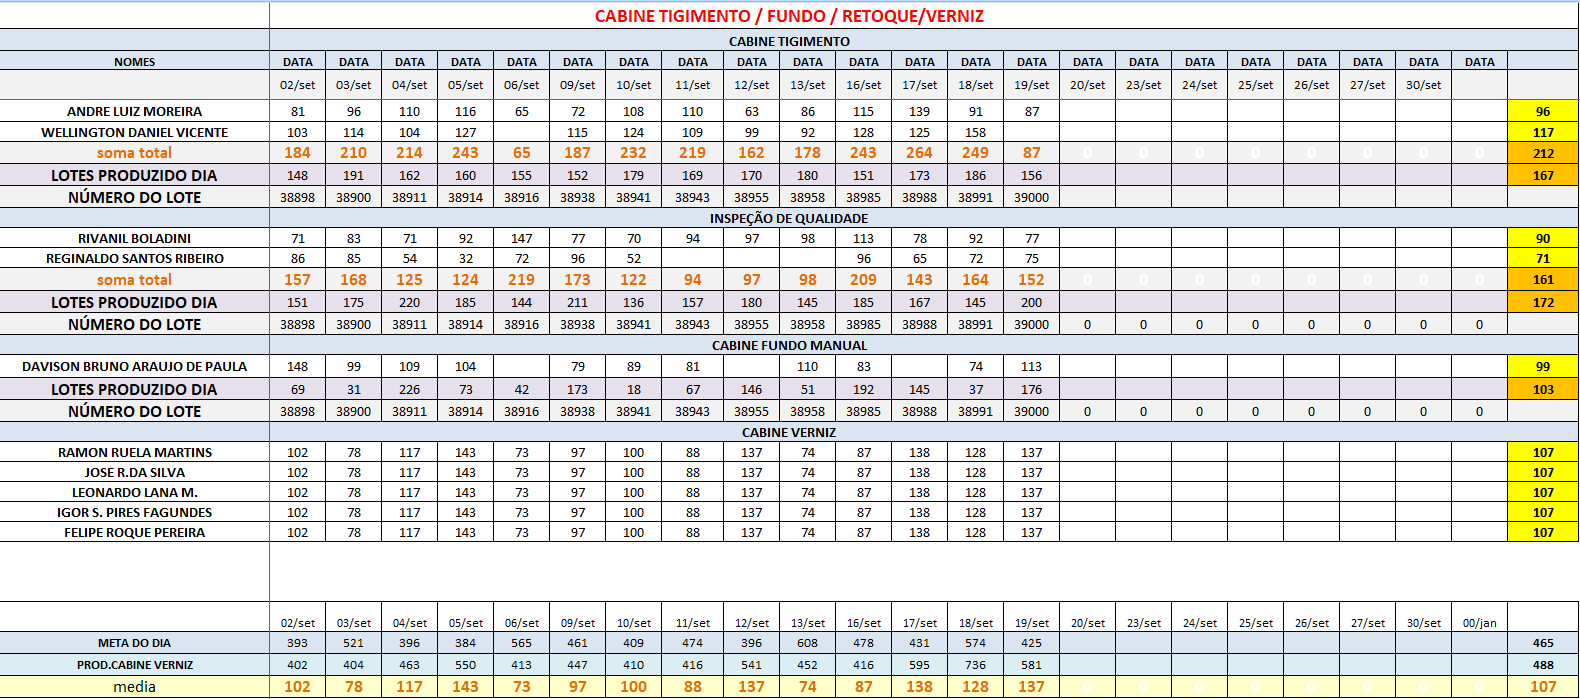 CABINE TIGIMENTO / FUNDO / RETOQUE/VERNIZ
CABINE TIGIMENTO
NOMES DATA DATA DATA DATA DATA DATA DATA DATA DATA DATA DATA DATA DATA DATA DATA DATA DATA DATA DATA DATA DATA DATA
02/set 03/set 04/set 05/set 06/set 09/set 10/set 11/set 12/set 13/set 16/set 17/set 18/set 19/set 20/set 23/set 24/set 25/set 26/set 27/set 30/set
ANDRE LUIZ MOREIRA 81 96 110 116 65 72 108 110 63 86 115 139 91 87 96
WELLINGTON DANIEL VICENTE 103 114 104 127 115 124 109 99 92 128 125 158 117
soma total 184 210 214 243 65 187 232 219 162 178 243 264 249 87 0 0 0 0 0 0 0 0 212
LOTES PRODUZIDO DIA 148 191 162 160 155 152 179 169 170 180 151 173 186 156 167
NÚMERO DO LOTE 38898 38900 38911 38914 38916 38938 38941 38943 38955 38958 38985 38988 38991 39000
INSPEÇÃO DE QUALIDADE
RIVANIL BOLADINI 71 83 71 92 147 77 70 94 97 98 113 78 92 77 90
REGINALDO SANTOS RIBEIRO 86 85 54 32 72 96 52 96 65 72 75 71
soma total 157 168 125 124 219 173 122 94 97 98 209 143 164 152 0 0 0 0 0 0 0 0 161
LOTES PRODUZIDO DIA 151 175 220 185 144 211 136 157 180 145 185 167 145 200 172
NÚMERO DO LOTE 38898 38900 38911 38914 38916 38938 38941 38943 38955 38958 38985 38988 38991 39000 0 0 0 0 0 0 0 0
CABINE FUNDO MANUAL
DAVISON BRUNO ARAUJO DE PAULA 148 99 109 104 79 89 81 110 83 74 113 99
LOTES PRODUZIDO DIA 69 31 226 73 42 173 18 67 146 51 192 145 37 176 103
NÚMERO DO LOTE 38898 38900 38911 38914 38916 38938 38941 38943 38955 38958 38985 38988 38991 39000 0 0 0 0 0 0 0 0
CABINE VERNIZ
RAMON RUELA MARTINS 102 78 117 143 73 97 100 88 137 74 87 138 128 137 107
JOSE R.DA SILVA 102 78 117 143 73 97 100 88 137 74 87 138 128 137 107
LEONARDO LANA M. 102 78 117 143 73 97 100 88 137 74 87 138 128 137 107
IGOR S. PIRES FAGUNDES 102 78 117 143 73 97 100 88 137 74 87 138 128 137 107
FELIPE ROQUE PEREIRA 102 78 117 143 73 97 100 88 137 74 87 138 128 137 107
02/set 03/set 04/set 05/set 06/set 09/set 10/set 11/set 12/set 13/set 16/set 17/set 18/set 19/set 20/set 23/set 24/set 25/set 26/set 27/set 30/set 00/jan
META DO DIA 393 521 396 384 565 461 409 474 396 608 478 431 574 425 465
PROD.CABINE VERNIZ 402 404 463 550 413 447 410 416 541 452 416 595 736 581 488
media 102 78 117 143 73 97 100 88 137 74 87 138 128 137 0 0 0 0 0 0 0 0 107